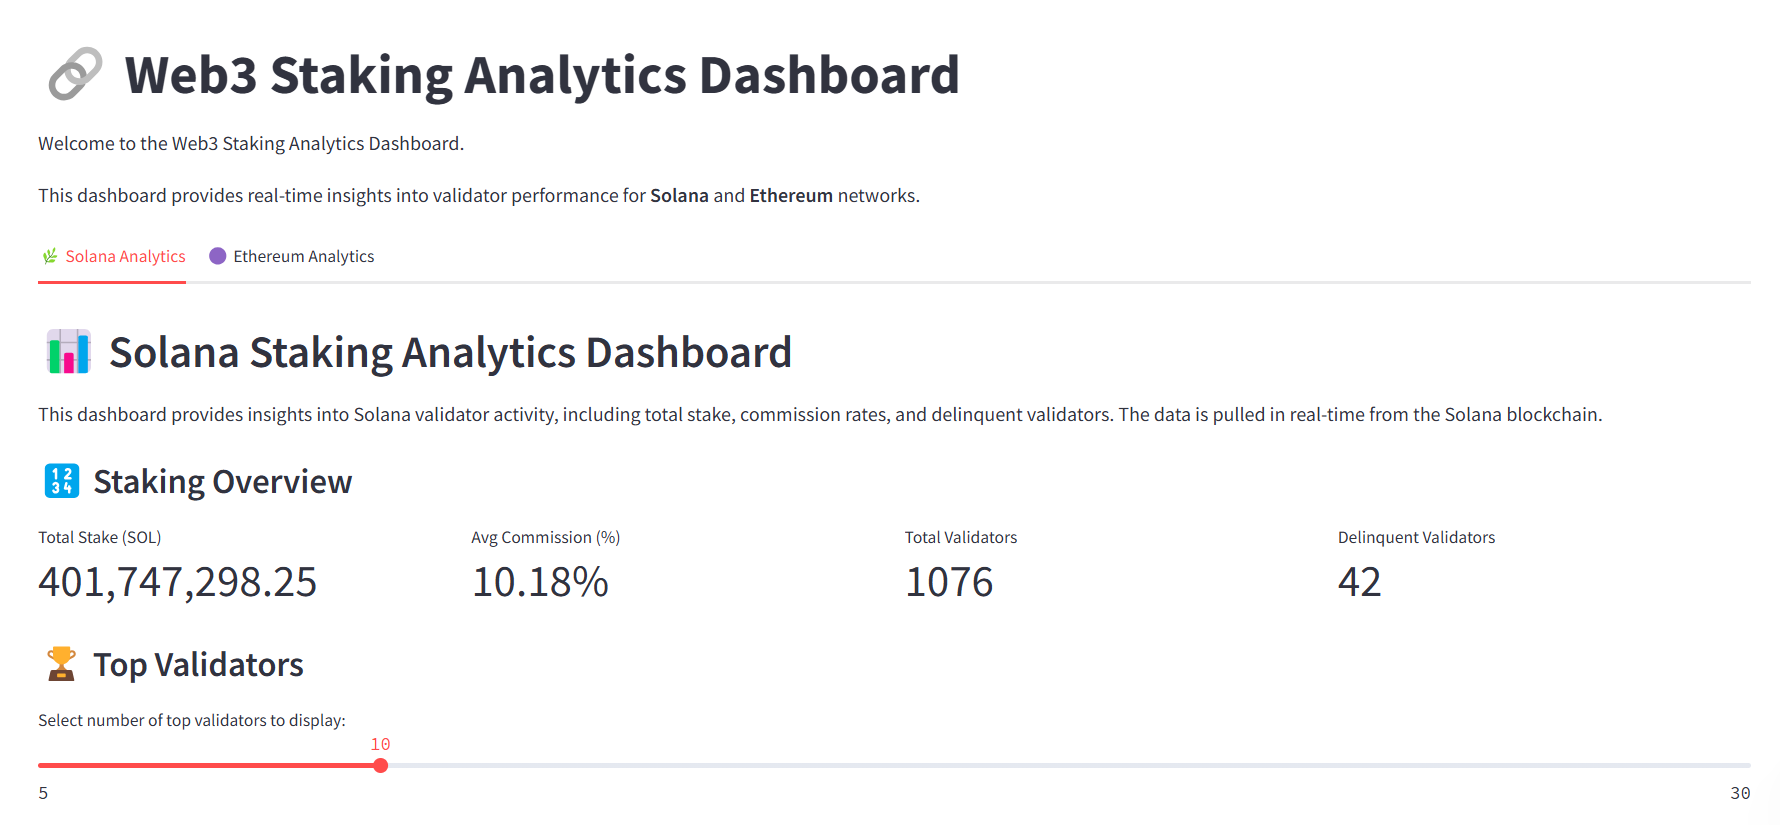 Web3 Staking Analytics Dashboard
Welcome to the Web3 Staking Analytics Dashboard.
This dashboard provides real-time insights into validator performance for Solana and Ethereum networks.
Solana Analytics
Ethereum Analytics
Solana Staking Analytics Dashboard
This dashboard provides insights into Solana validator activity, including total stake, commission rates, and delinquent validators. The data is pulled in real-time from the Solana blockchain.
1 2
3 4
Staking Overview
Total Stake (SOL)
401,747,298.25
Avg Commission (%)
10.18%
Total Validators
1076
Delinquent Validators
42
Top Validators
Select number of top validators to display:
10
5
30